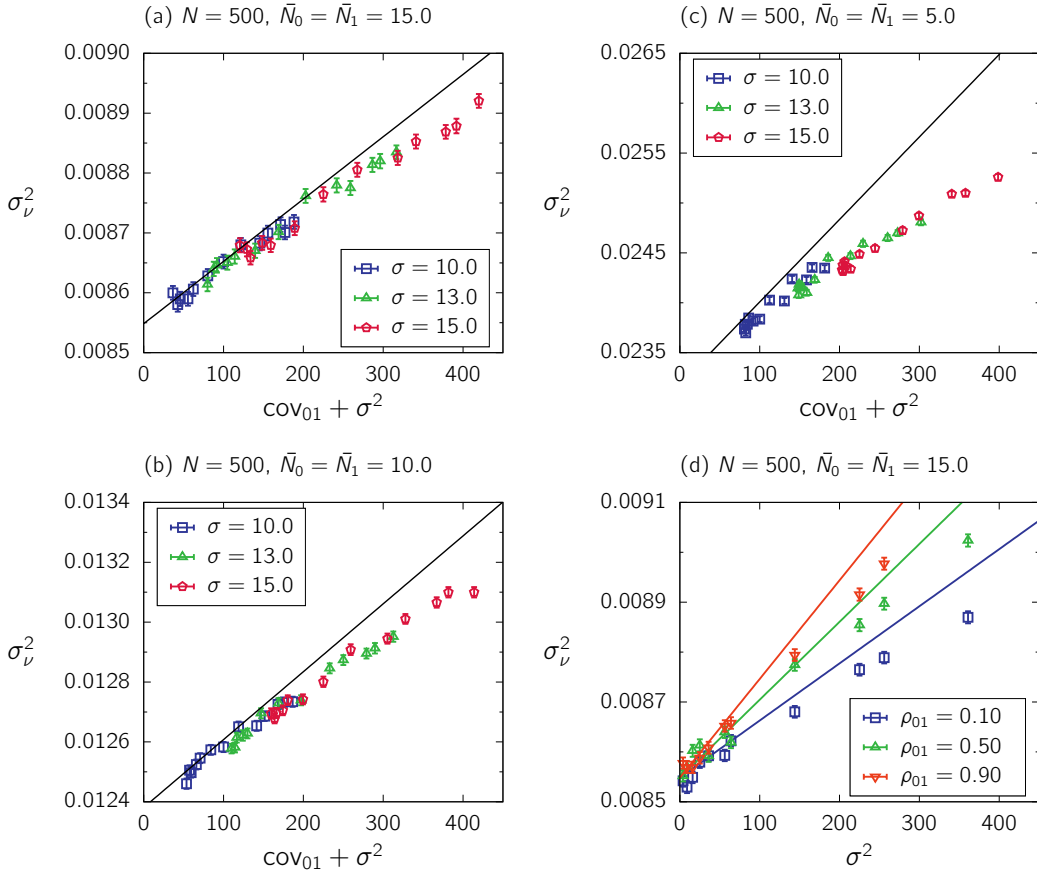 (a) N = 500, N̄₀ = N̄₁ = 15.0
0.0090
0.0089
0.0088
0.0087
0.0086
0.0085
σ²ᵥ
0 100 200 300 400
cov₀₁ + σ²
σ = 10.0
σ = 13.0
σ = 15.0
(c) N = 500, N̄₀ = N̄₁ = 5.0
0.0265
0.0255
0.0245
0.0235
σ²ᵥ
0 100 200 300 400
cov₀₁ + σ²
σ = 10.0
σ = 13.0
σ = 15.0
(b) N = 500, N̄₀ = N̄₁ = 10.0
0.0134
0.0132
0.0130
0.0128
0.0126
0.0124
σ²ᵥ
0 100 200 300 400
cov₀₁ + σ²
σ = 10.0
σ = 13.0
σ = 15.0
(d) N = 500, N̄₀ = N̄₁ = 15.0
0.0091
0.0089
0.0087
0.0085
σ²ᵥ
0 100 200 300 400
σ²
ρ₀₁ = 0.10
ρ₀₁ = 0.50
ρ₀₁ = 0.90